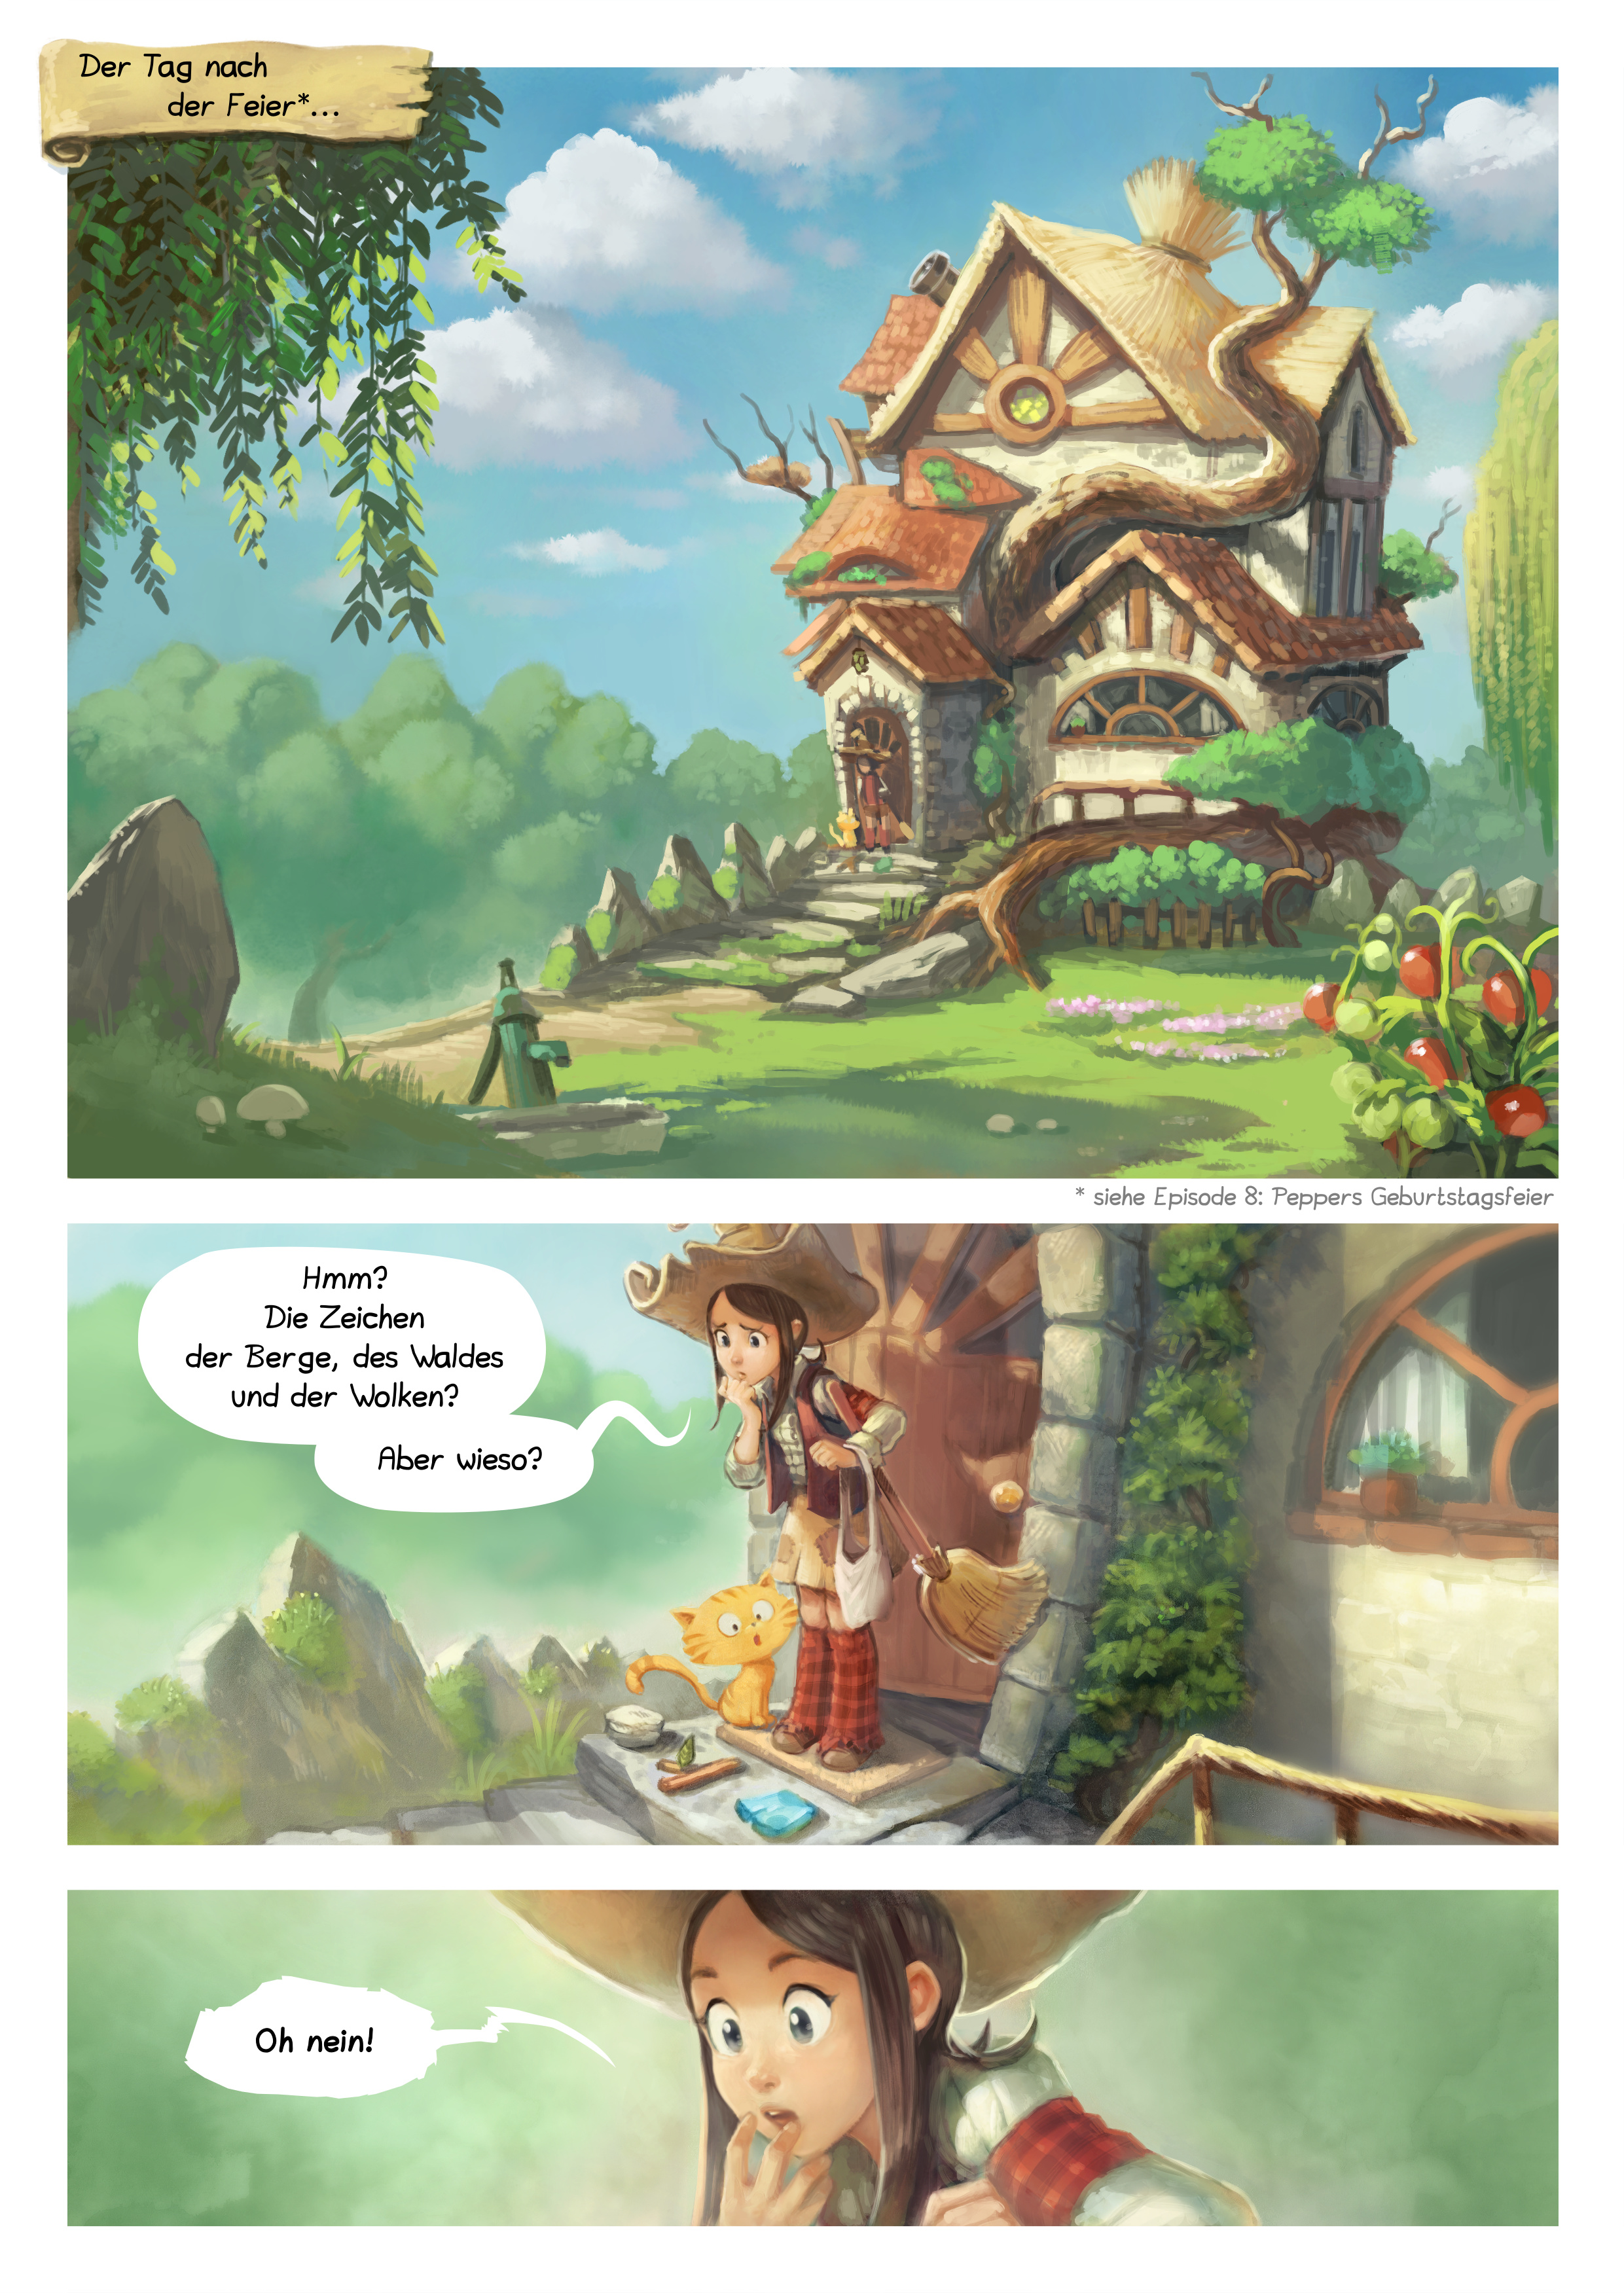 Der Tag nach
der Feier*...
* siehe Episode 8: Peppers Geburtstagsfeier
Hmm?
Die Zeichen
der Berge, des Waldes
und der Wolken?
Aber wieso?
Oh nein!